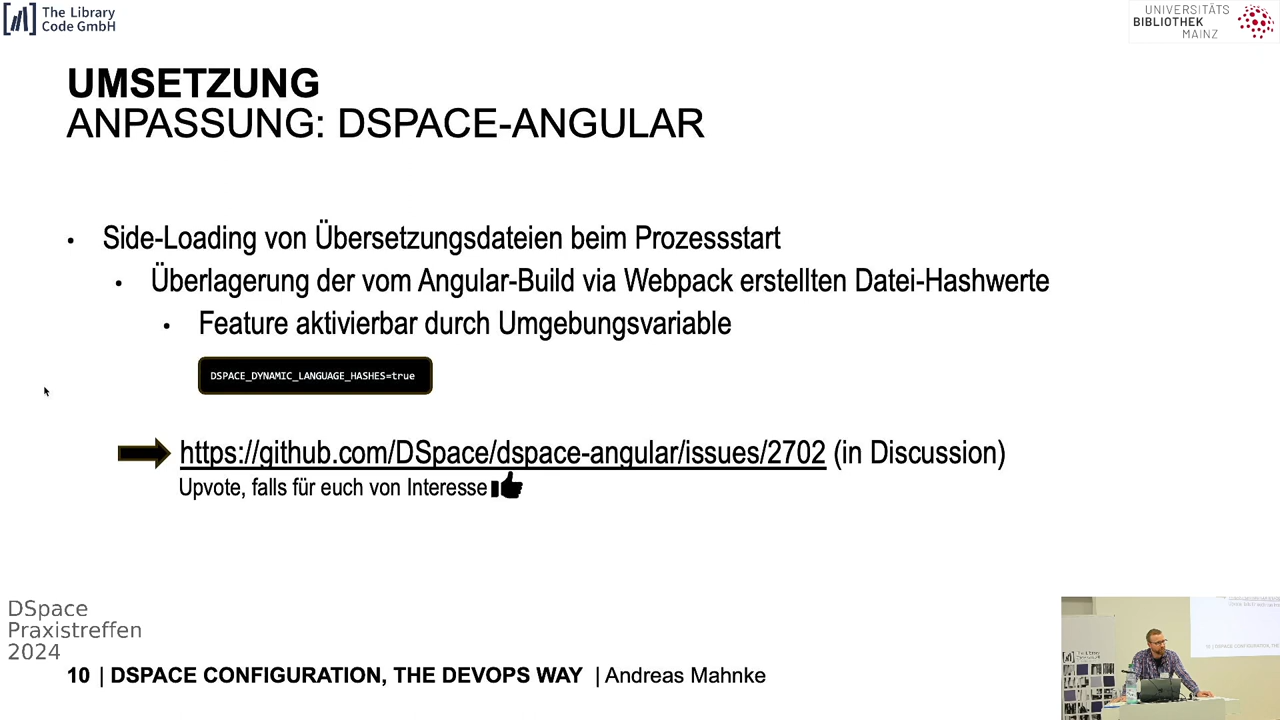 The Library
Code GmbH
UNIVERSITÄTS
BIBLIOTHEK
MAINZ
UMSETZUNG
ANPASSUNG: DSPACE-ANGULAR
• Side-Loading von Übersetzungsdateien beim Prozessstart
• Überlagerung der vom Angular-Build via Webpack erstellten Datei-Hashwerte
• Feature aktivierbar durch Umgebungsvariable
DSPACE_DYNAMIC_LANGUAGE_HASHES=true
https://github.com/DSpace/dspace-angular/issues/2702 (in Discussion)
Upvote, falls für euch von Interesse
DSpace
Praxistreffen
2024
10 | DSPACE CONFIGURATION, THE DEVOPS WAY | Andreas Mahnke